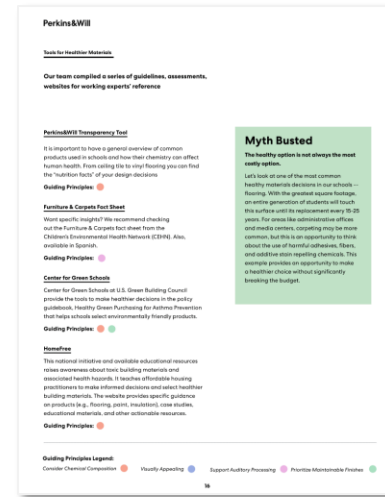 Perkins&Will
Tools for Healthier Materials
Our team compiled a series of guidelines, assessments,
websites for working experts' reference
Perkins&Will Transparency Tool
It is important to have a general overview of common
products used in schools and how their chemistry can affect
human health. From ceiling tile to vinyl flooring you can find
the "nutrition facts" of your design decisions
Guiding Principles:
Furniture & Carpets Fact Sheet
Want specific insights? We recommend checking
out the Furniture & Carpets fact sheet from the
Children's Environmental Health Network (CEHN). Also,
available in Spanish.
Guiding Principles:
Center for Green Schools
Center for Green Schools at U.S. Green Building Council
provide the tools to make healthier decisions in the policy
guidebook, Healthy Green Purchasing for Asthma Prevention
that helps schools select environmentally friendly products.
Guiding Principles:
HomeFree
This national initiative and available educational resources
raises awareness about toxic building materials and
associated health hazards. It teaches affordable housing
practitioners to make informed decisions and select healthier
building materials. The website provides specific guidance
on products (e.g., flooring, paint, insulation), case studies,
educational materials, and other actionable resources.
Guiding Principles:
Myth Busted
The healthy option is not always the most
costly option.
Let's look at one of the most common
healthy materials decisions in our schools —
flooring. With the greatest square footage,
an entire generation of students will touch
this surface until its replacement every 15-25
years. For areas like administrative offices
and media centers, carpeting may be more
common, but this is an opportunity to think
about the use of harmful adhesives, fibers,
and additive stain repelling chemicals. This
example provides an opportunity to make
a healthier choice without significantly
breaking the budget.
Guiding Principles Legend:
Consider Chemical Composition Visually Appealing Support Auditory Processing Prioritize Maintainable Finishes
16